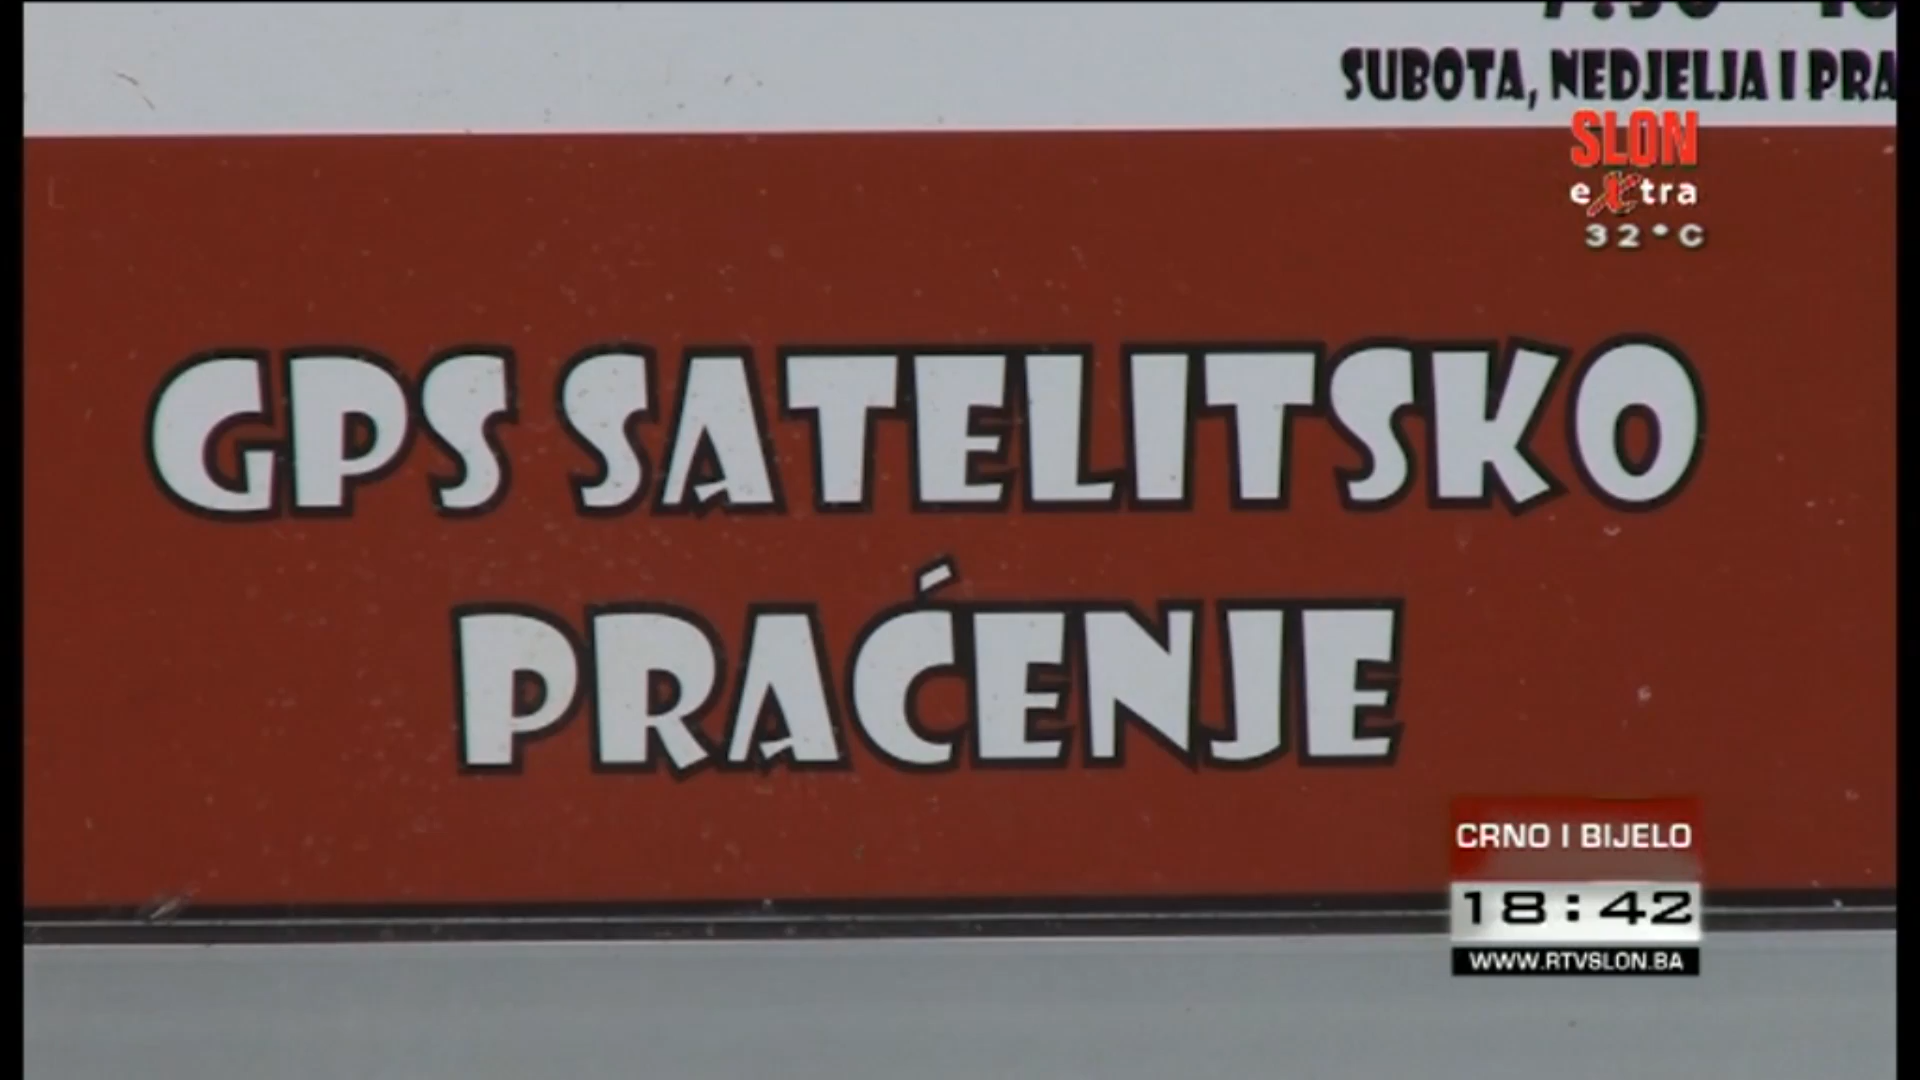 SUBOTA, NEDJELJA I PRA
SLON
extra
32°C
GPS SATELITSKO
PRAĆENJE
CRNO I BIJELO
18:42
WWW.RTVSLON.BA